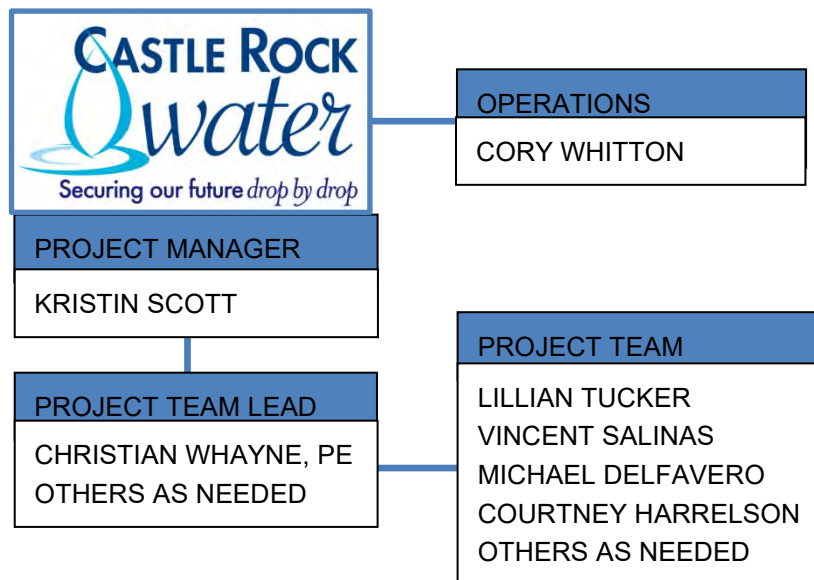 CASTLE ROCK
water
Securing our future drop by drop
OPERATIONS
CORY WHITTON
PROJECT MANAGER
KRISTIN SCOTT
PROJECT TEAM LEAD
CHRISTIAN WHAYNE, PE
OTHERS AS NEEDED
PROJECT TEAM
LILLIAN TUCKER
VINCENT SALINAS
MICHAEL DELFAVERO
COURTNEY HARRELSON
OTHERS AS NEEDED